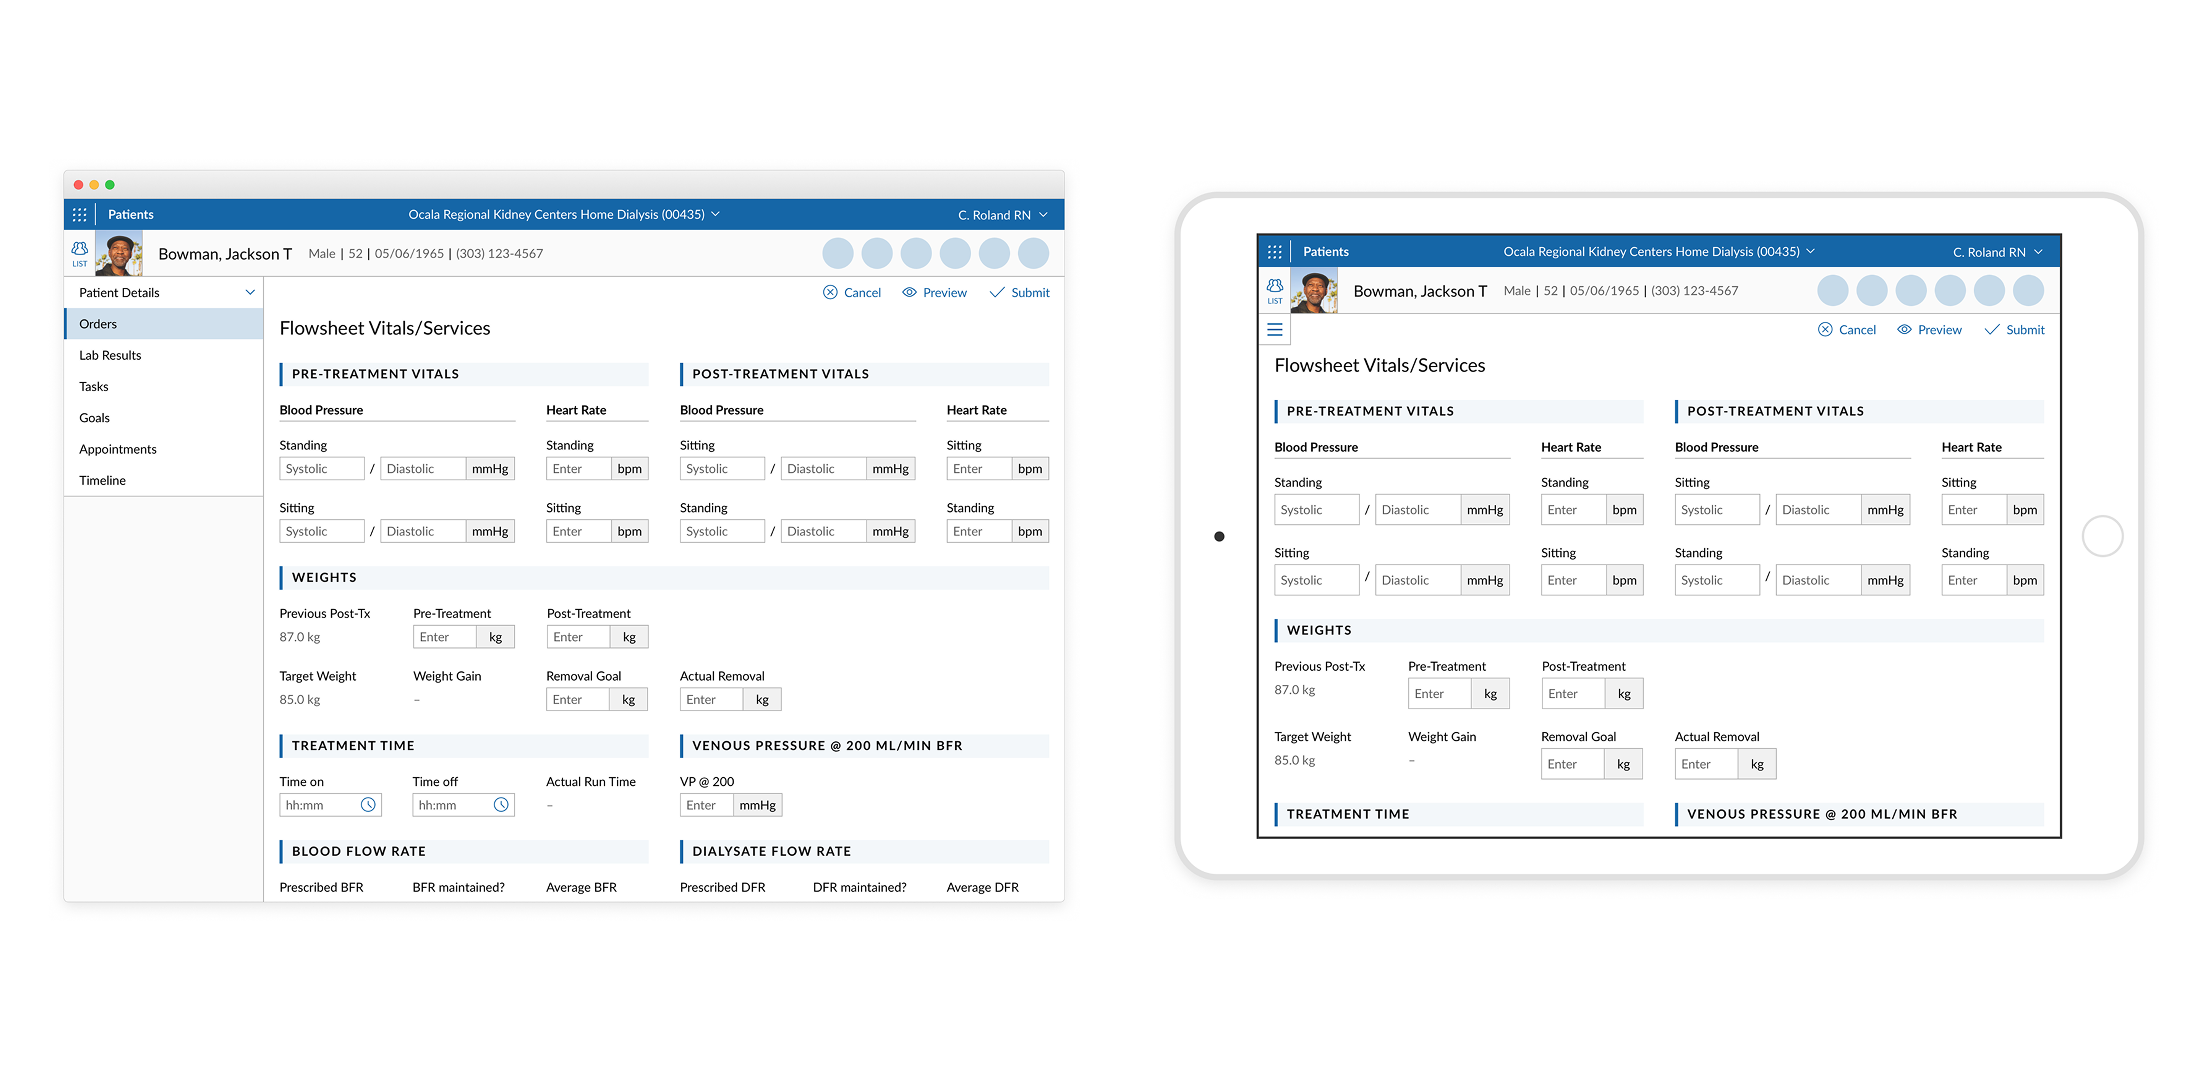 Patients
Ocala Regional Kidney Centers Home Dialysis (00435)
C. Roland RN
LIST
Bowman, Jackson T
Male | 52 | 05/06/1965 | (303) 123-4567
Patient Details
Orders
Lab Results
Tasks
Goals
Appointments
Timeline
Cancel
Preview
Submit
Flowsheet Vitals/Services
PRE-TREATMENT VITALS
POST-TREATMENT VITALS
Blood Pressure
Heart Rate
Blood Pressure
Heart Rate
Standing
Standing
Sitting
Sitting
Systolic / Diastolic mmHg
Enter bpm
Systolic / Diastolic mmHg
Enter bpm
Sitting
Sitting
Standing
Standing
Systolic / Diastolic mmHg
Enter bpm
Systolic / Diastolic mmHg
Enter bpm
WEIGHTS
Previous Post-Tx
Pre-Treatment
Post-Treatment
87.0 kg
Enter kg
Enter kg
Target Weight
Weight Gain
Removal Goal
Actual Removal
85.0 kg
–
Enter kg
Enter kg
TREATMENT TIME
VENOUS PRESSURE @ 200 ML/MIN BFR
Time on
Time off
Actual Run Time
VP @ 200
hh:mm
hh:mm
–
Enter mmHg
BLOOD FLOW RATE
DIALYSATE FLOW RATE
Prescribed BFR
BFR maintained?
Average BFR
Prescribed DFR
DFR maintained?
Average DFR
Patients
Ocala Regional Kidney Centers Home Dialysis (00435)
C. Roland RN
LIST
Bowman, Jackson T
Male | 52 | 05/06/1965 | (303) 123-4567
Cancel
Preview
Submit
Flowsheet Vitals/Services
PRE-TREATMENT VITALS
POST-TREATMENT VITALS
Blood Pressure
Heart Rate
Blood Pressure
Heart Rate
Standing
Standing
Sitting
Sitting
Systolic / Diastolic mmHg
Enter bpm
Systolic / Diastolic mmHg
Enter bpm
Sitting
Sitting
Standing
Standing
Systolic / Diastolic mmHg
Enter bpm
Systolic / Diastolic mmHg
Enter bpm
WEIGHTS
Previous Post-Tx
Pre-Treatment
Post-Treatment
87.0 kg
Enter kg
Enter kg
Target Weight
Weight Gain
Removal Goal
Actual Removal
85.0 kg
–
Enter kg
Enter kg
TREATMENT TIME
VENOUS PRESSURE @ 200 ML/MIN BFR